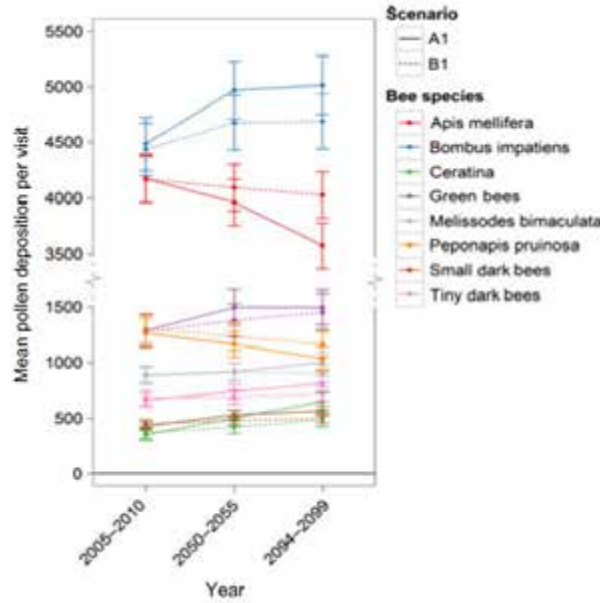 Mean pollen deposition per visit
5500
5000
4500
4000
3500
1500
1000
500
0
2005–2010
2050–2055
2094–2099
Year
Scenario
A1
B1
Bee species
Apis mellifera
Bombus impatiens
Ceratina
Green bees
Melissodes bimaculata
Peponapis pruinosa
Small dark bees
Tiny dark bees